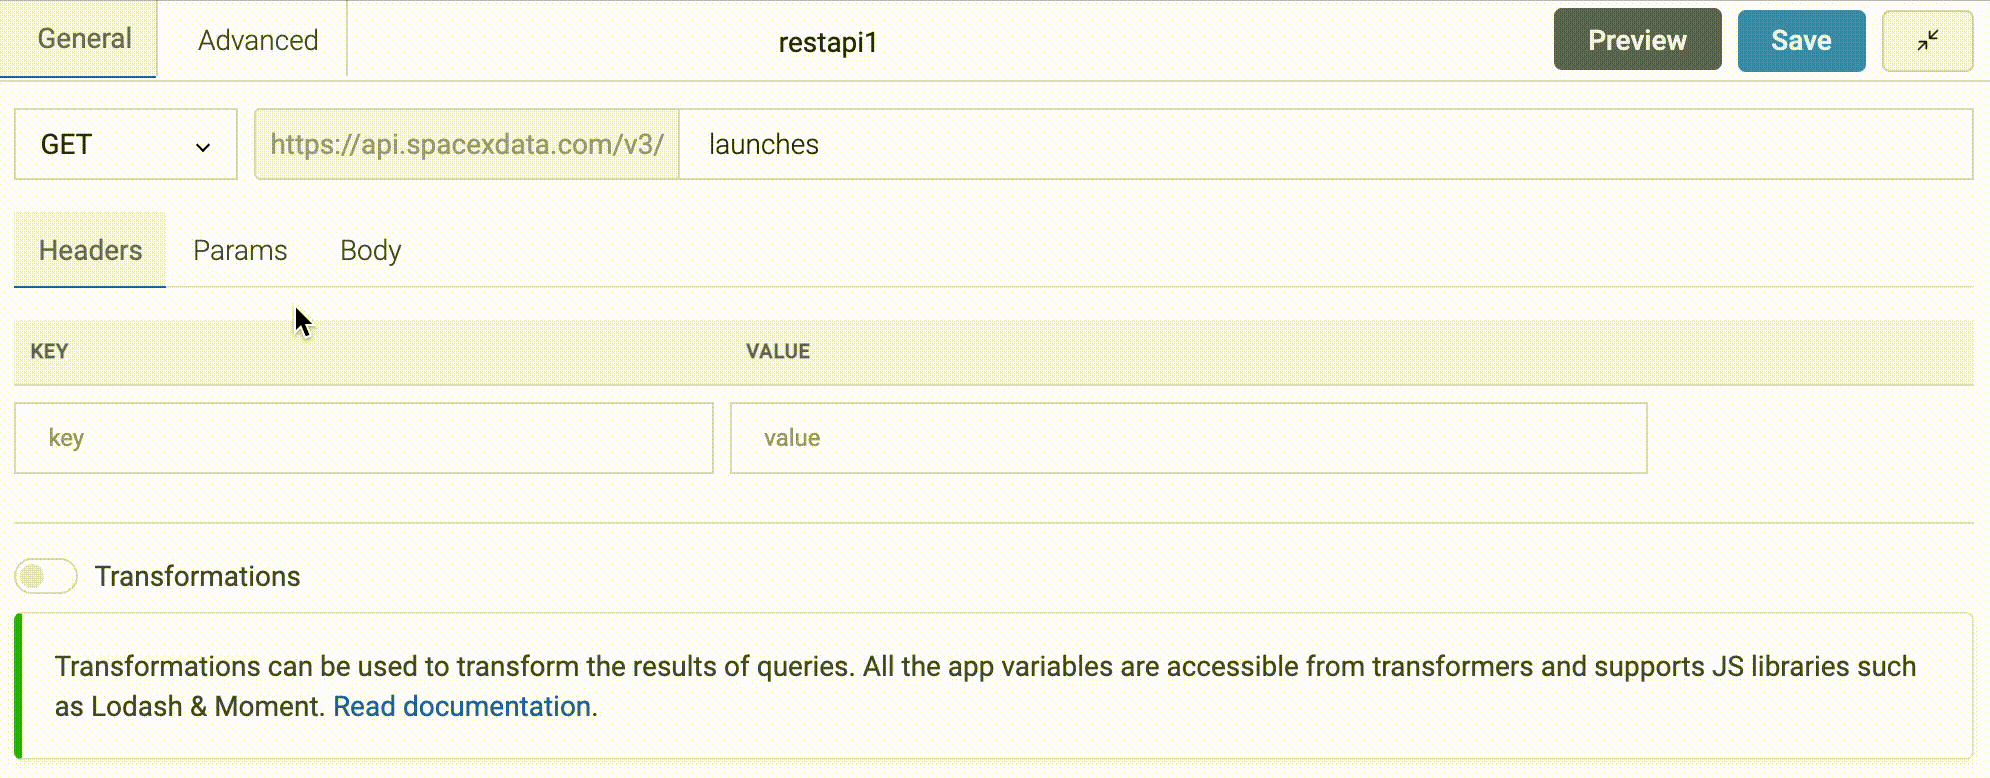 General Advanced restapi1 Preview Save
GET https://api.spacexdata.com/v3/ launches
Headers Params Body
KEY VALUE
key value
Transformations
Transformations can be used to transform the results of queries. All the app variables are accessible from transformers and supports JS libraries such
as Lodash & Moment. Read documentation.